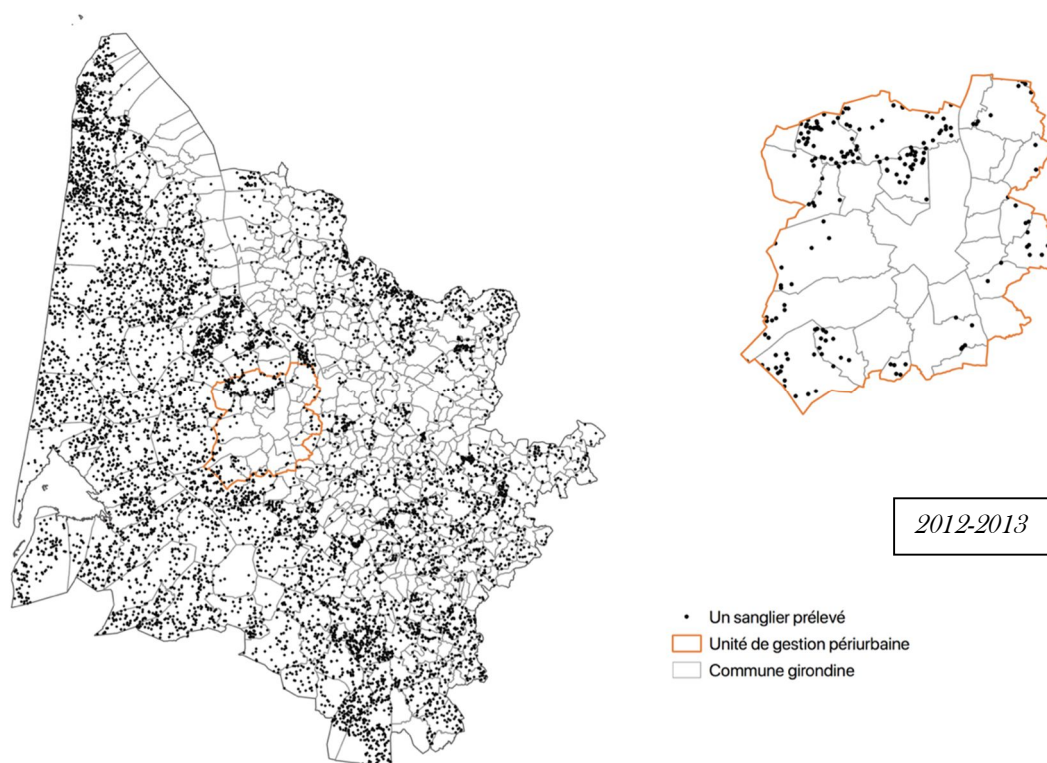 2012-2013
Un sanglier prélevé
Unité de gestion périurbaine
Commune girondine